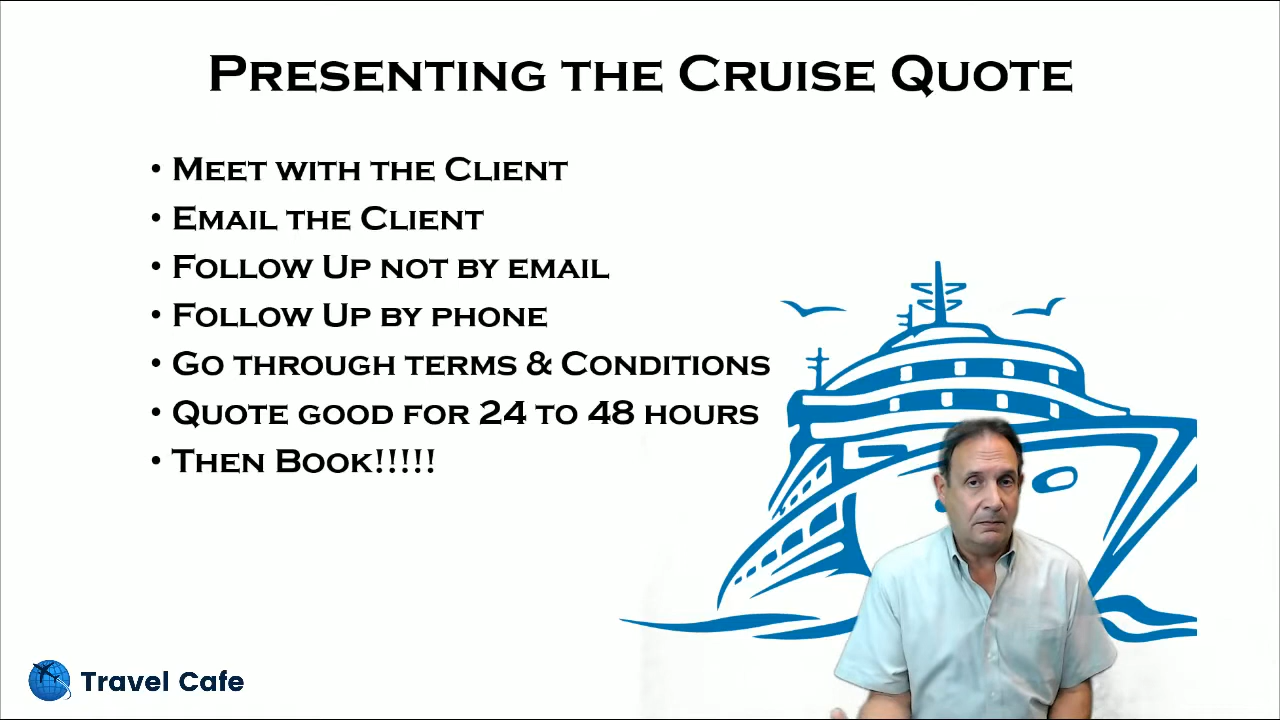 Presenting the Cruise Quote
• Meet with the Client
• Email the Client
• Follow Up not by email
• Follow Up by phone
• Go through terms & Conditions
• Quote good for 24 to 48 hours
• Then Book!!!!!
Travel Cafe